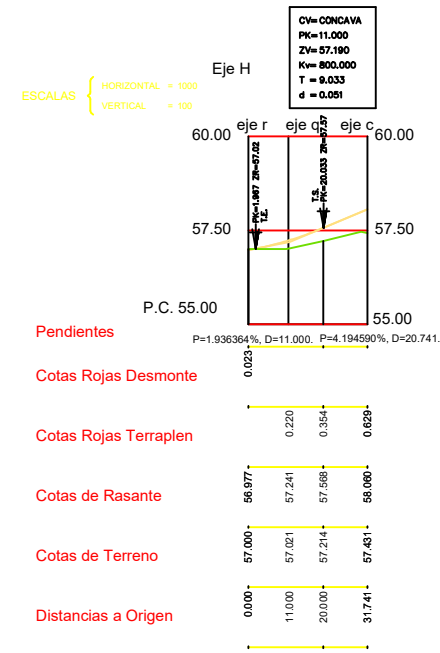 CV= CONCAVA
PK=11.000
ZV= 57.190
Kv= 800.000
T = 9.033
d = 0.051
Eje H
ESCALAS
HORIZONTAL = 1000
VERTICAL = 100
eje r eje q eje c
60.00 60.00
PK=1.967 ZR=57.02
T.E.
T.S.
PK=20.033 ZR=57.57
57.50 57.50
P.C. 55.00 55.00
Pendientes
P=1.936364%, D=11.000. P=4.194590%, D=20.741.
Cotas Rojas Desmonte
0.023
Cotas Rojas Terraplen
0.220 0.354 0.629
Cotas de Rasante
56.977 57.241 57.568 58.060
Cotas de Terreno
57.000 57.021 57.214 57.431
Distancias a Origen
0.000 11.000 20.000 31.741